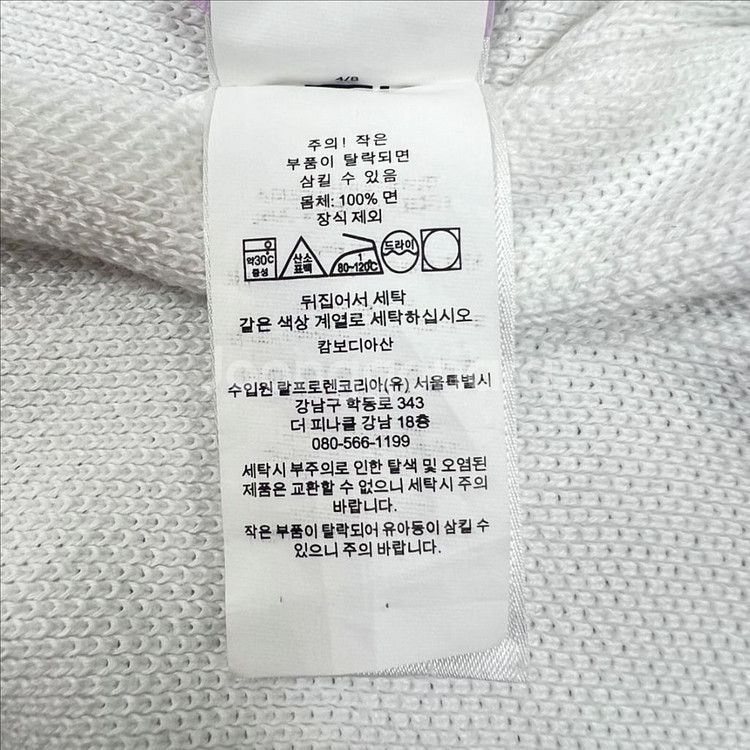 4/8
주의! 작은
부품이 탈락되면
삼킬 수 있음
몸체: 100% 면
장식 제외
약30℃
중성
산소
표백
1
80~120℃
드라이
뒤집어서 세탁
같은 색상 계열로 세탁하십시오
캄보디아산
수입원 랄프로렌코리아(유) 서울특별시
강남구 학동로 343
더 피나클 강남 18층
080-566-1199
세탁시 부주의로 인한 탈색 및 오염된
제품은 교환할 수 없으니 세탁시 주의
바랍니다.
작은 부품이 탈락되어 유아등이 삼킬 수
있으니 주의 바랍니다.